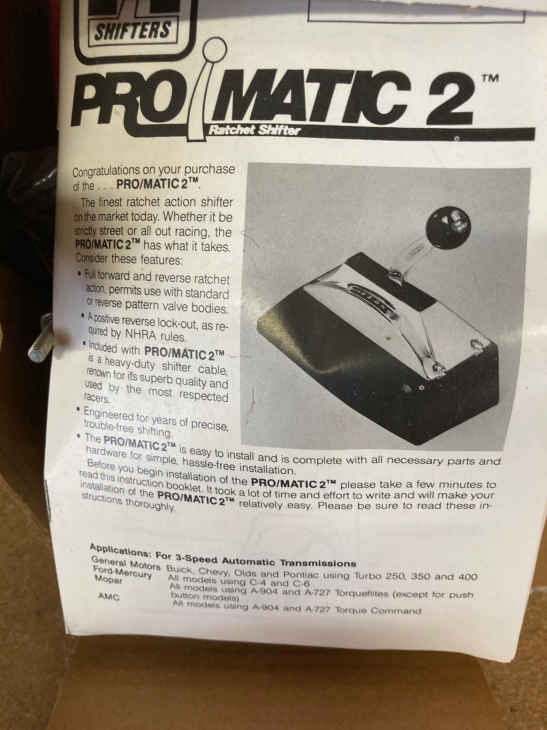 SHIFTERS
PRO MATIC 2™
Ratchet Shifter
Congratulations on your purchase
of the . . . PRO/MATIC 2™.
The finest ratchet action shifter
on the market today. Whether it be
strictly street or all out racing, the
PRO/MATIC 2™ has what it takes.
Consider these features:
• Full forward and reverse ratchet
action, permits use with standard
or reverse pattern valve bodies.
• A positive reverse lock-out, as re-
quired by NHRA rules.
• Included with PRO/MATIC 2™
is a heavy-duty shifter cable,
renown for its superb quality and
used by the most respected
racers.
• Engineered for years of precise,
trouble-free shifting.
• The PRO/MATIC 2™ is easy to install and is complete with all necessary parts and
hardware for simple, hassle-free installation.
Before you begin installation of the PRO/MATIC 2™ please take a few minutes to
read this instruction booklet. It took a lot of time and effort to write and will make your
installation of the PRO/MATIC 2™ relatively easy. Please be sure to read these in-
structions thoroughly.
Applications: For 3-Speed Automatic Transmissions
General Motors Buick, Chevy, Olds and Pontiac using Turbo 250, 350 and 400
Ford-Mercury All models using C-4 and C-6
Mopar All models using A-904 and A-727 Torqueflites (except for push
button models)
AMC All models using A-904 and A-727 Torque Command